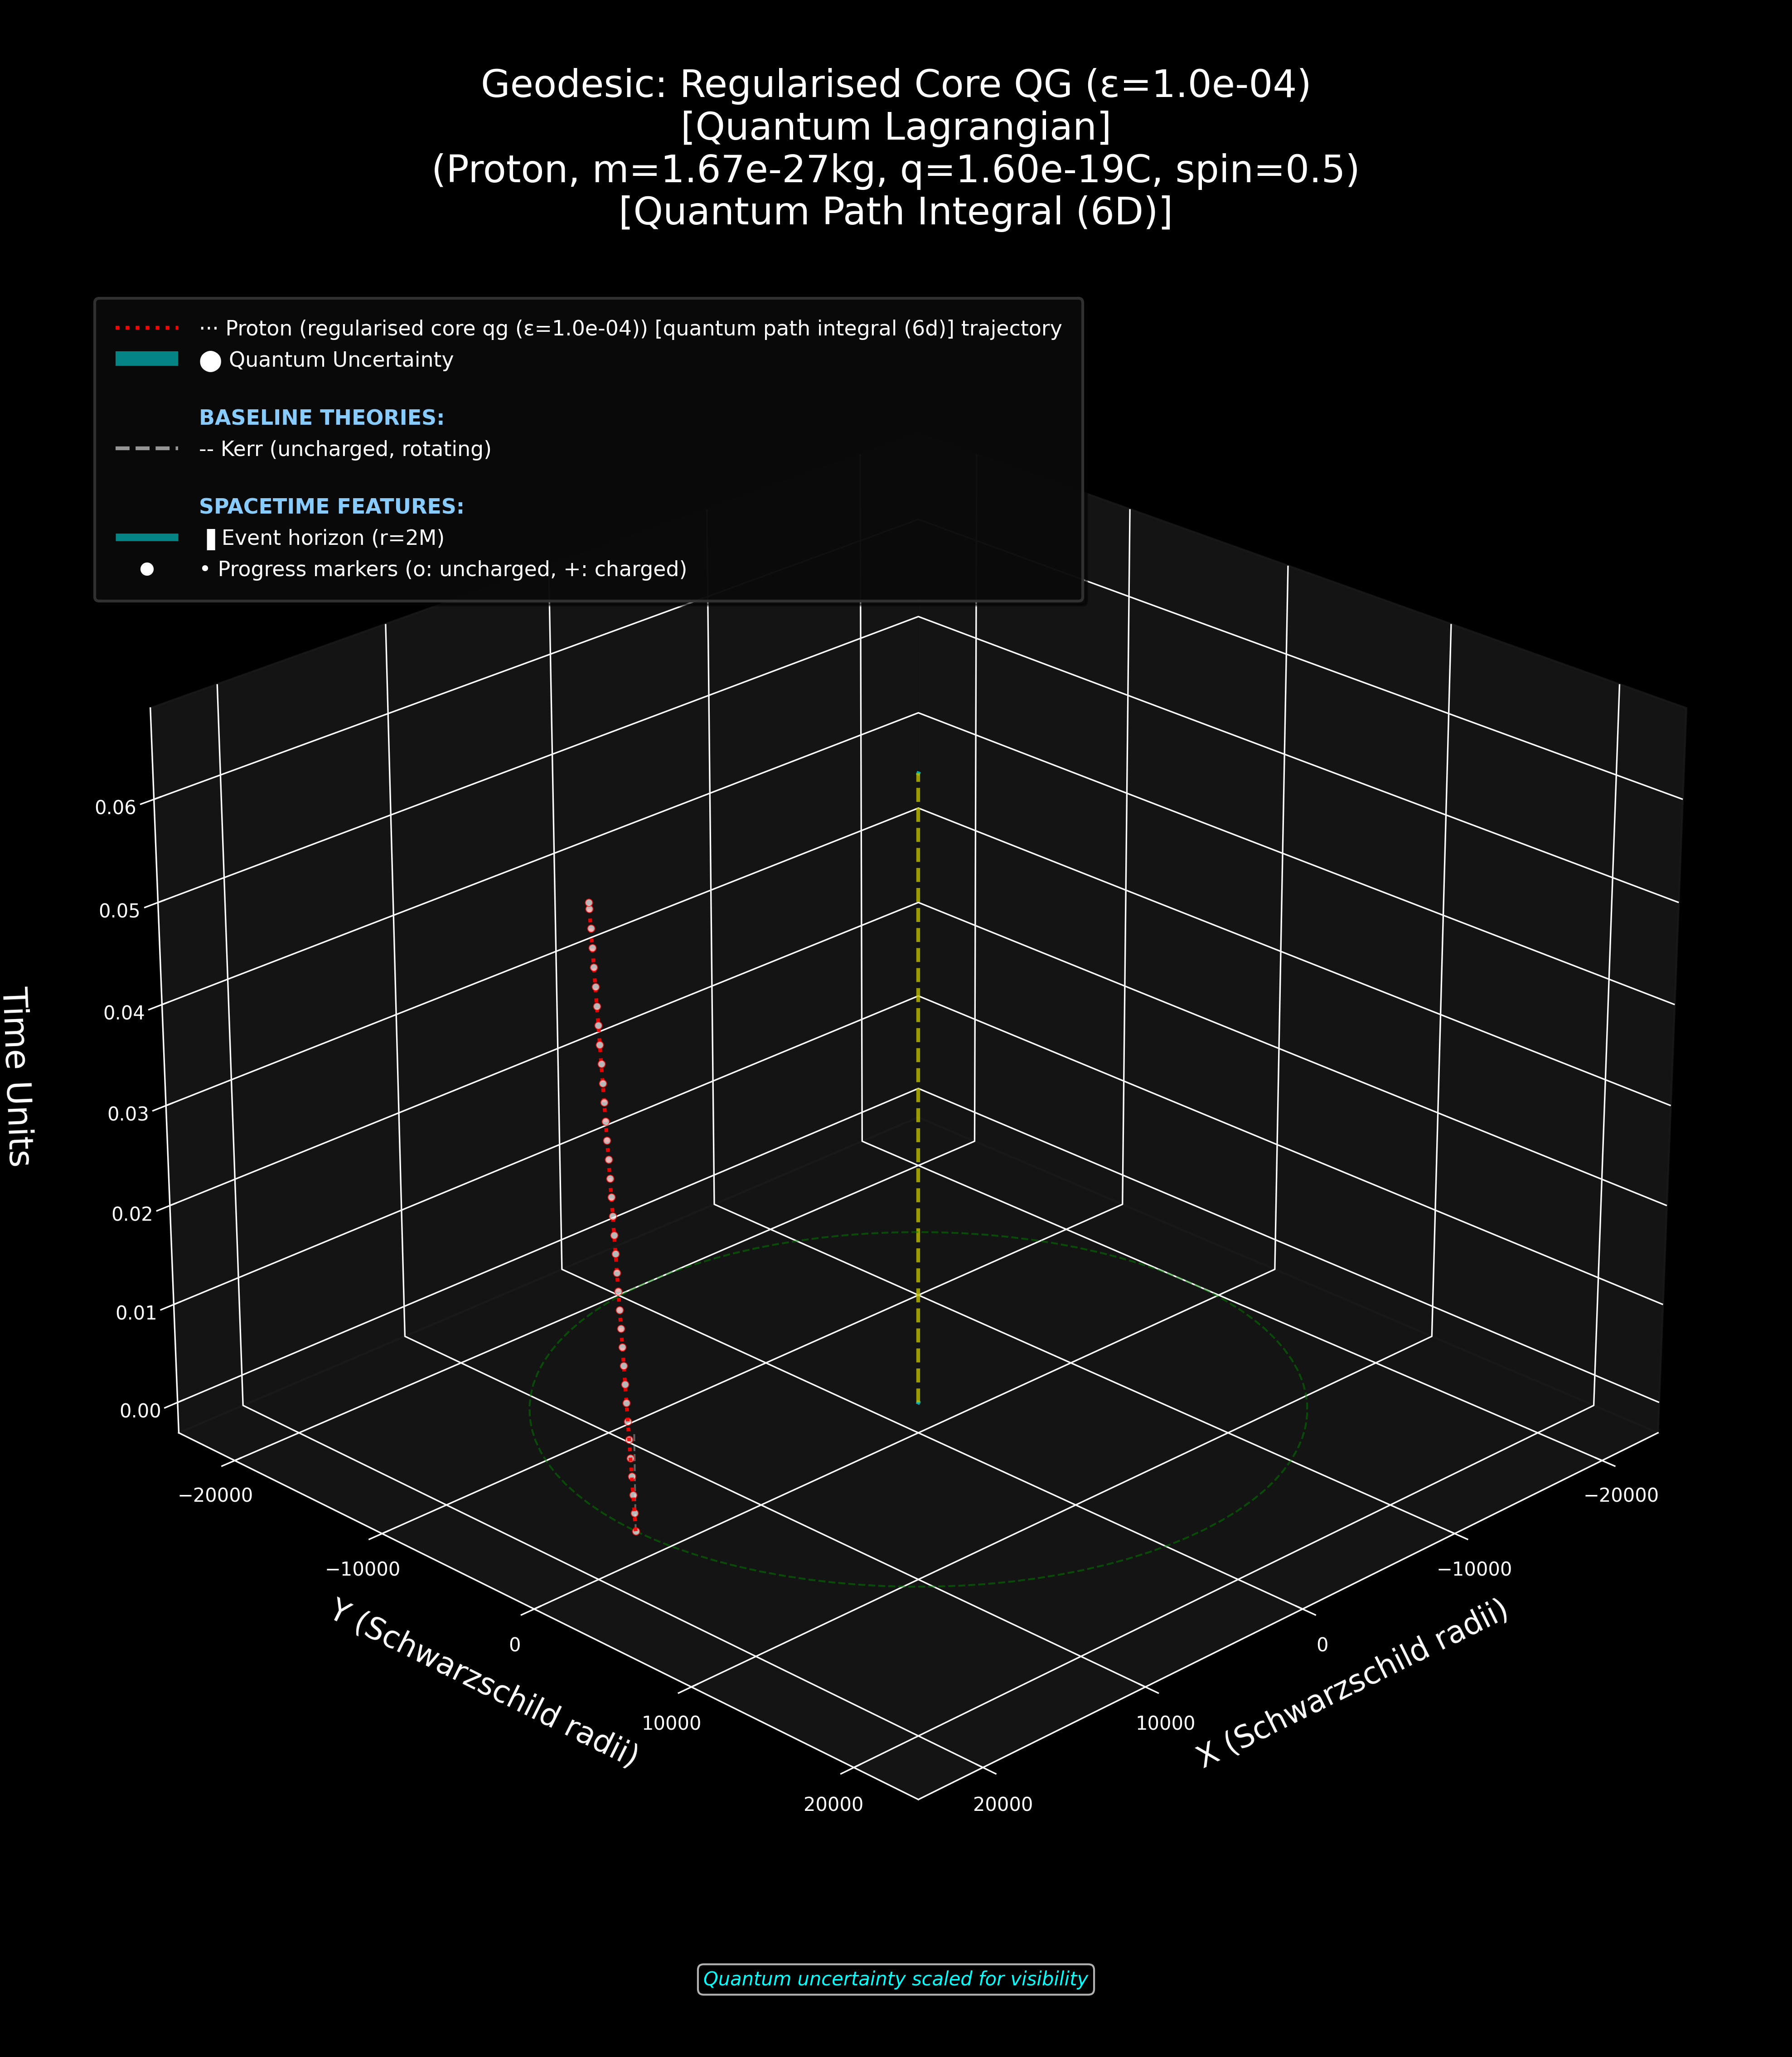 Geodesic: Regularised Core QG (ε=1.0e-04)
[Quantum Lagrangian]
(Proton, m=1.67e-27kg, q=1.60e-19C, spin=0.5)
[Quantum Path Integral (6D)]
··· Proton (regularised core qg (ε=1.0e-04)) [quantum path integral (6d)] trajectory
● Quantum Uncertainty
BASELINE THEORIES:
-- Kerr (uncharged, rotating)
SPACETIME FEATURES:
▐ Event horizon (r=2M)
• Progress markers (o: uncharged, +: charged)
0.06
0.05
0.04
0.03
0.02
0.01
0.00
Time Units
−20000
−10000
0
10000
20000
Y (Schwarzschild radii)
−20000
−10000
0
10000
20000
X (Schwarzschild radii)
Quantum uncertainty scaled for visibility